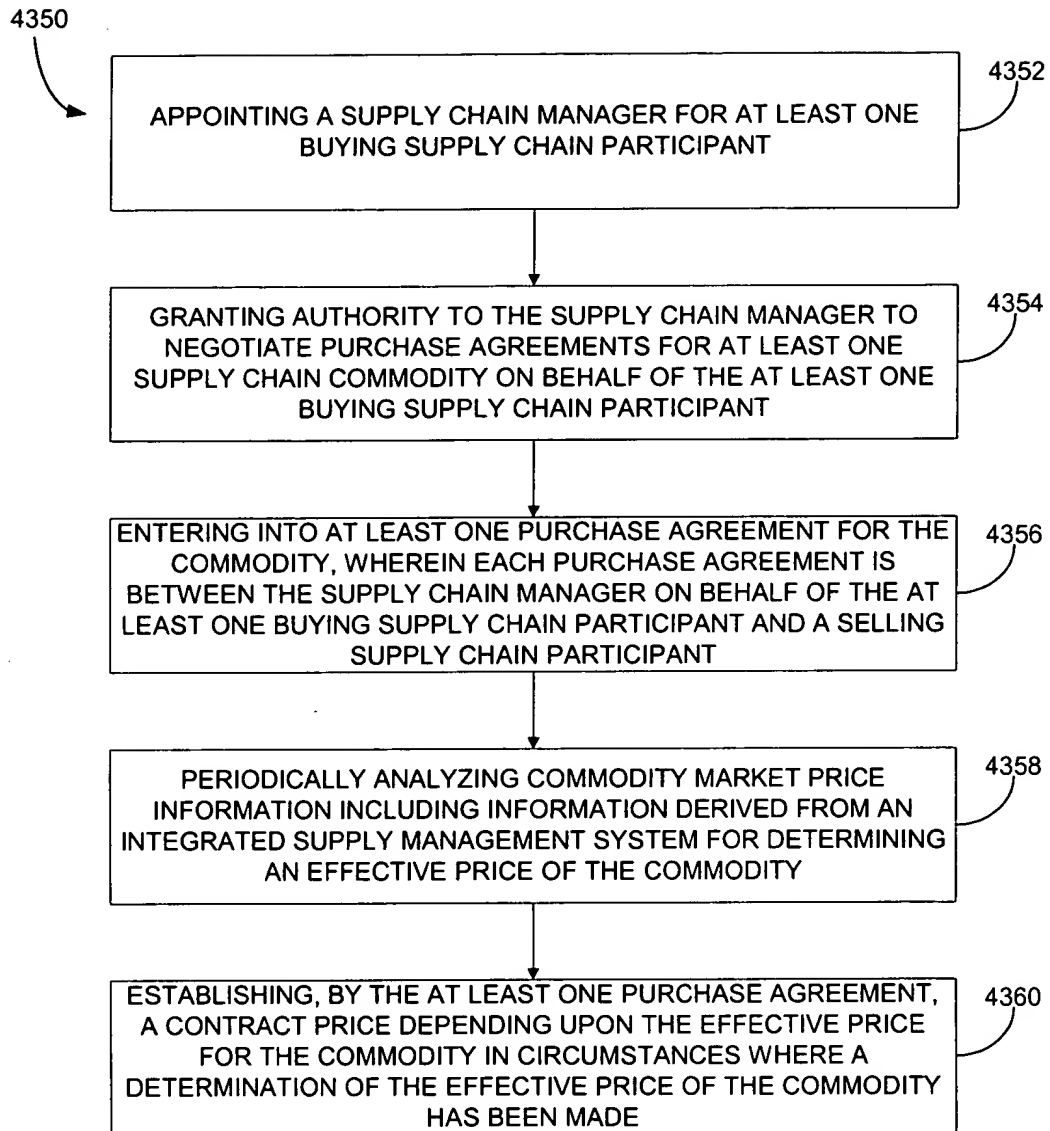 4350
4352
APPOINTING A SUPPLY CHAIN MANAGER FOR AT LEAST ONE
BUYING SUPPLY CHAIN PARTICIPANT
4354
GRANTING AUTHORITY TO THE SUPPLY CHAIN MANAGER TO
NEGOTIATE PURCHASE AGREEMENTS FOR AT LEAST ONE
SUPPLY CHAIN COMMODITY ON BEHALF OF THE AT LEAST ONE
BUYING SUPPLY CHAIN PARTICIPANT
4356
ENTERING INTO AT LEAST ONE PURCHASE AGREEMENT FOR THE
COMMODITY, WHEREIN EACH PURCHASE AGREEMENT IS
BETWEEN THE SUPPLY CHAIN MANAGER ON BEHALF OF THE AT
LEAST ONE BUYING SUPPLY CHAIN PARTICIPANT AND A SELLING
SUPPLY CHAIN PARTICIPANT
4358
PERIODICALLY ANALYZING COMMODITY MARKET PRICE
INFORMATION INCLUDING INFORMATION DERIVED FROM AN
INTEGRATED SUPPLY MANAGEMENT SYSTEM FOR DETERMINING
AN EFFECTIVE PRICE OF THE COMMODITY
4360
ESTABLISHING, BY THE AT LEAST ONE PURCHASE AGREEMENT,
A CONTRACT PRICE DEPENDING UPON THE EFFECTIVE PRICE
FOR THE COMMODITY IN CIRCUMSTANCES WHERE A
DETERMINATION OF THE EFFECTIVE PRICE OF THE COMMODITY
HAS BEEN MADE